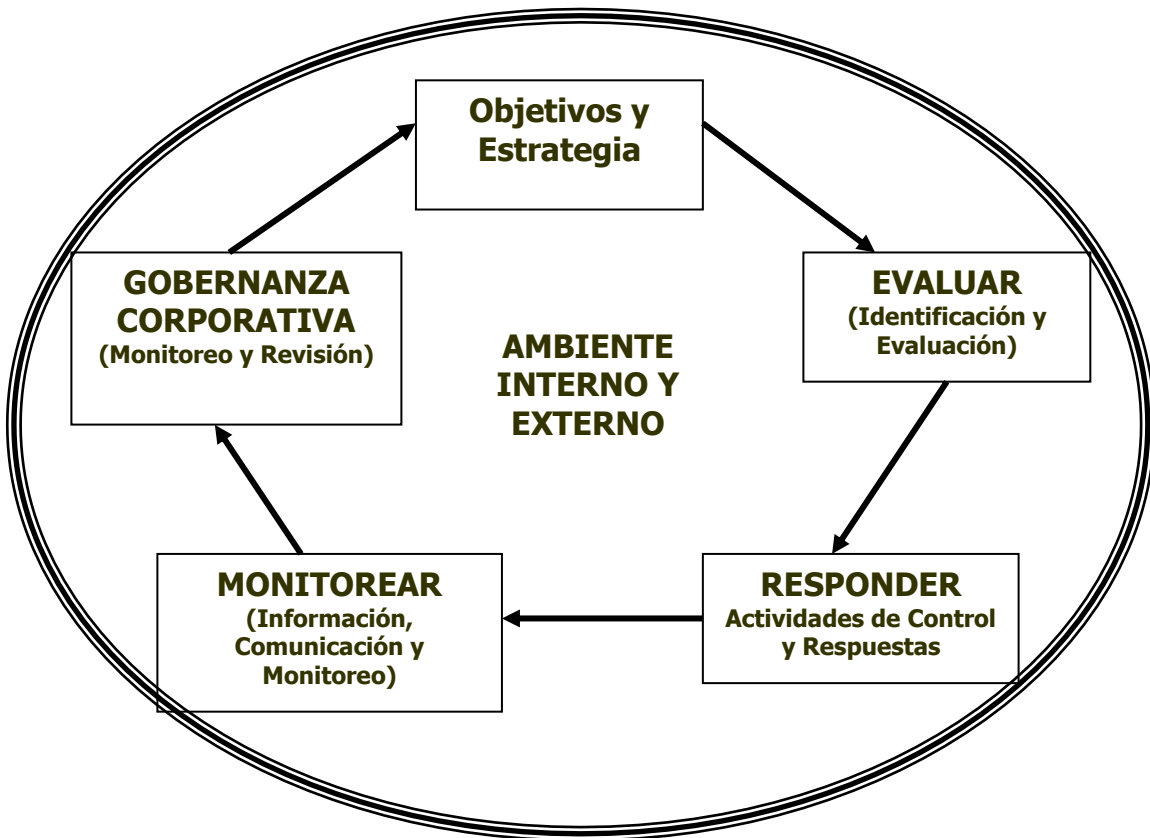 Objetivos y
Estrategia
GOBERNANZA
CORPORATIVA
(Monitoreo y Revisión)
EVALUAR
(Identificación y
Evaluación)
AMBIENTE
INTERNO Y
EXTERNO
MONITOREAR
(Información,
Comunicación y
Monitoreo)
RESPONDER
Actividades de Control
y Respuestas